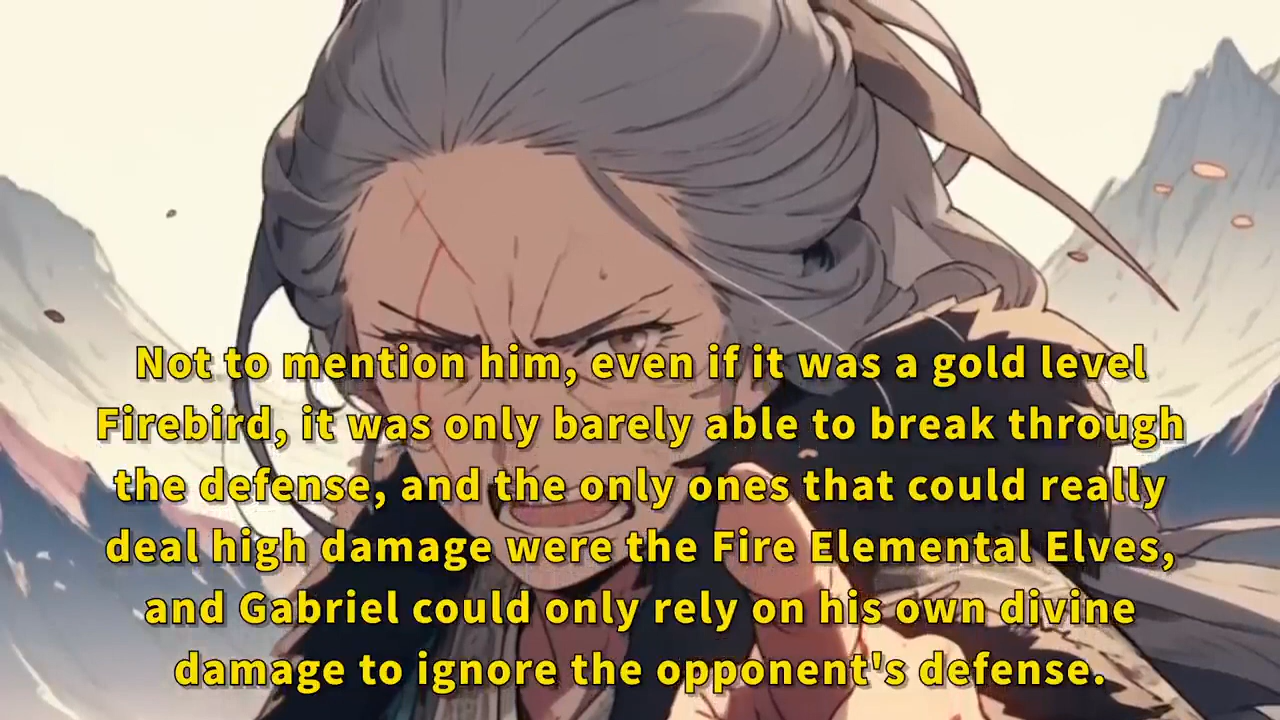 Not to mention him, even if it was a gold level
Firebird, it was only barely able to break through
the defense, and the only ones that could really
deal high damage were the Fire Elemental Elves,
and Gabriel could only rely on his own divine
damage to ignore the opponent's defense.